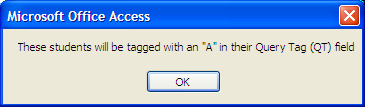 Microsoft Office Access
These students will be tagged with an "A" in their Query Tag (QT) field
OK